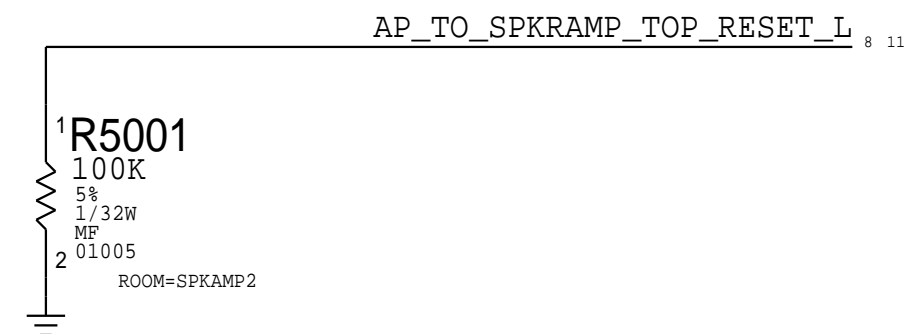 AP_TO_SPKRAMP_TOP_RESET_L 8 11
1 R5001
100K
5%
1/32W
MF
2 01005
ROOM=SPKAMP2